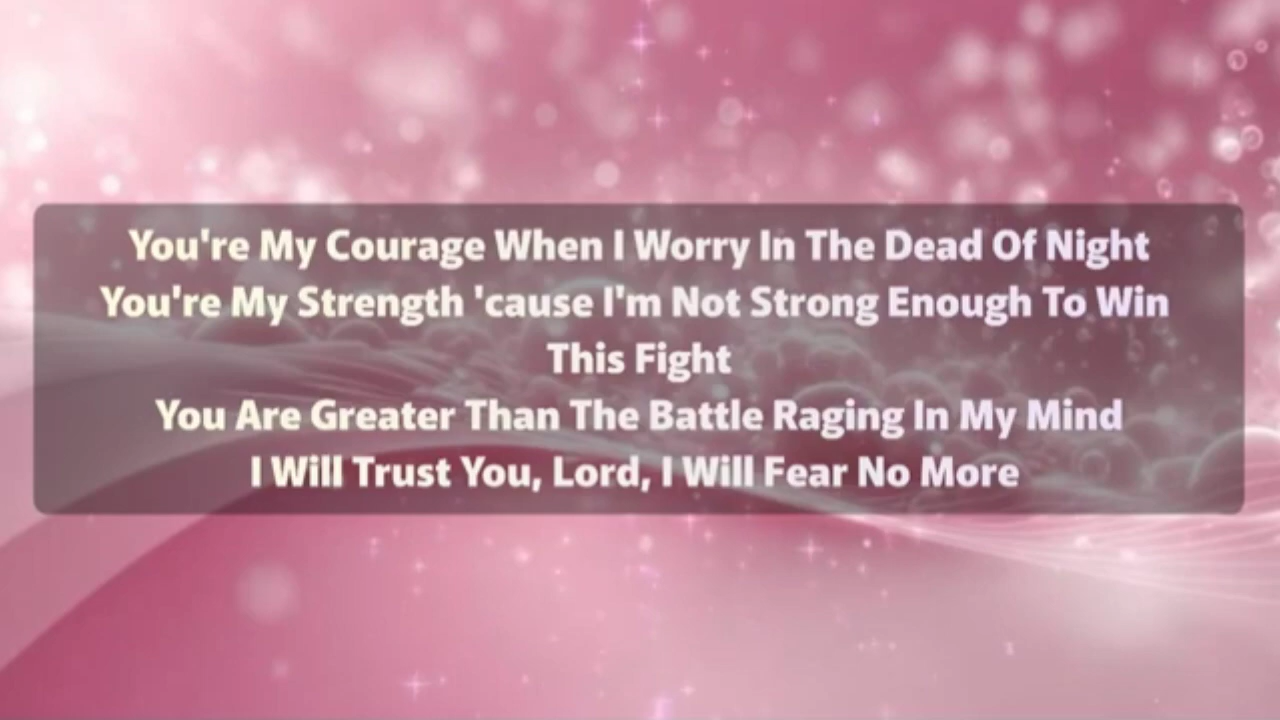 You're My Courage When I Worry In The Dead Of Night
You're My Strength 'cause I'm Not Strong Enough To Win
This Fight
You Are Greater Than The Battle Raging In My Mind
I Will Trust You, Lord, I Will Fear No More